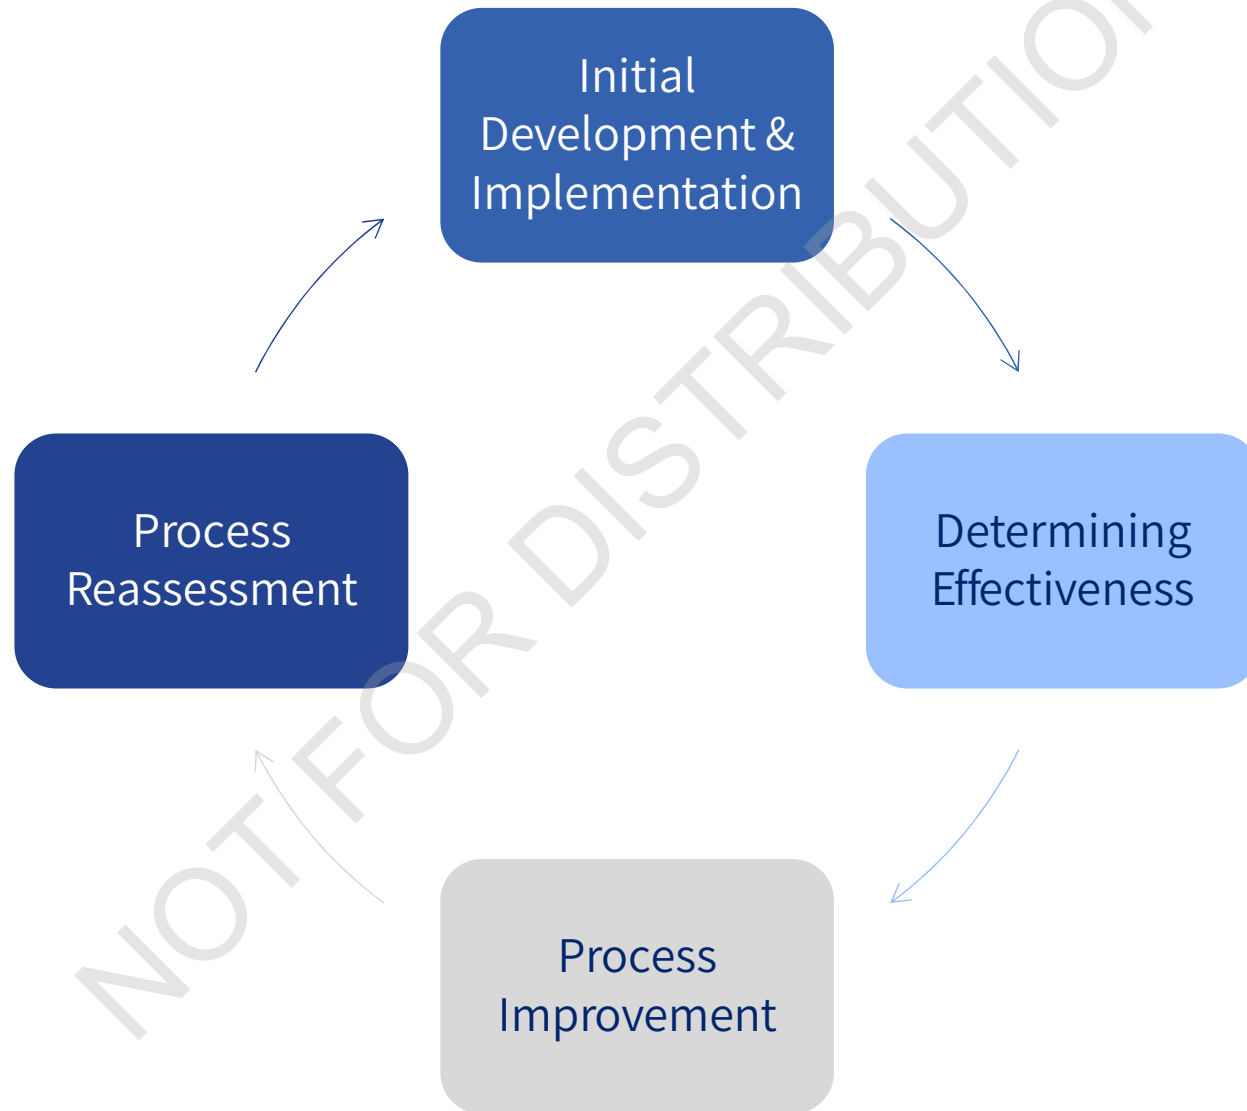 Initial
Development &
Implementation
Determining
Effectiveness
Process
Improvement
Process
Reassessment
NOT FOR DISTRIBUTION